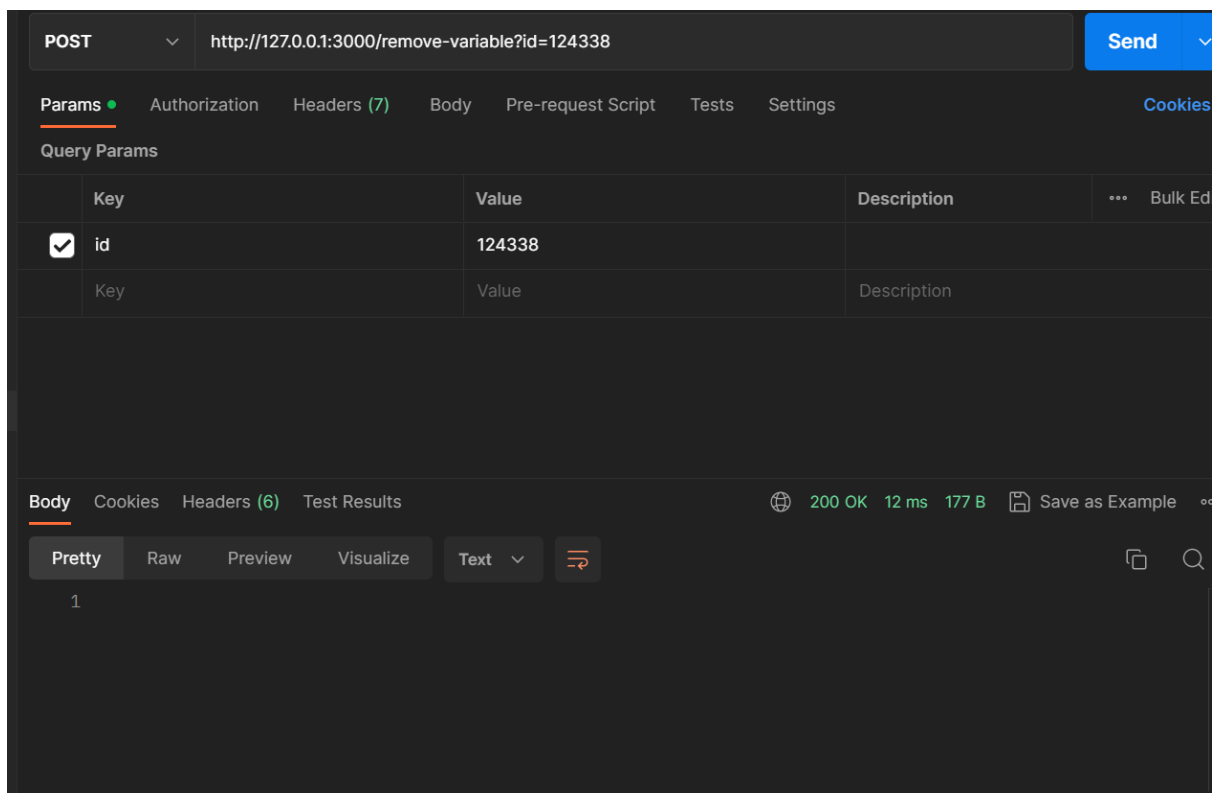 POST http://127.0.0.1:3000/remove-variable?id=124338 Send
Params Authorization Headers (7) Body Pre-request Script Tests Settings Cookies
Query Params
Key Value Description Bulk Ed
id 124338
Key Value Description
Body Cookies Headers (6) Test Results 200 OK 12 ms 177 B Save as Example
Pretty Raw Preview Visualize Text
1